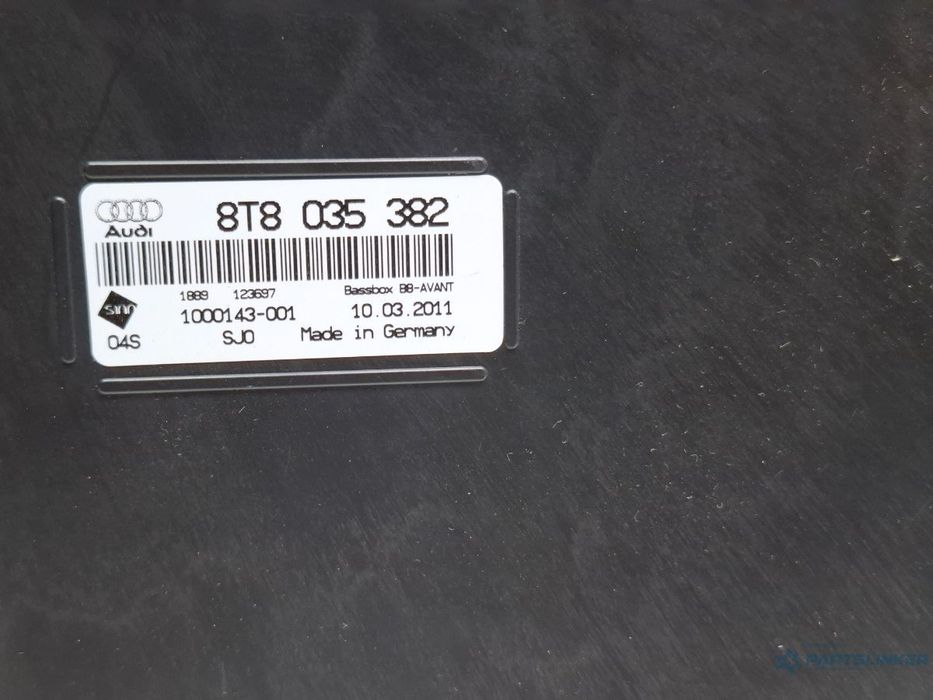 Audi
8T8 035 382
1889 123697
Bassbox B8-AVANT
sinn
1000143-001
10.03.2011
04S
SJ0
Made in Germany
PARTSLINKER